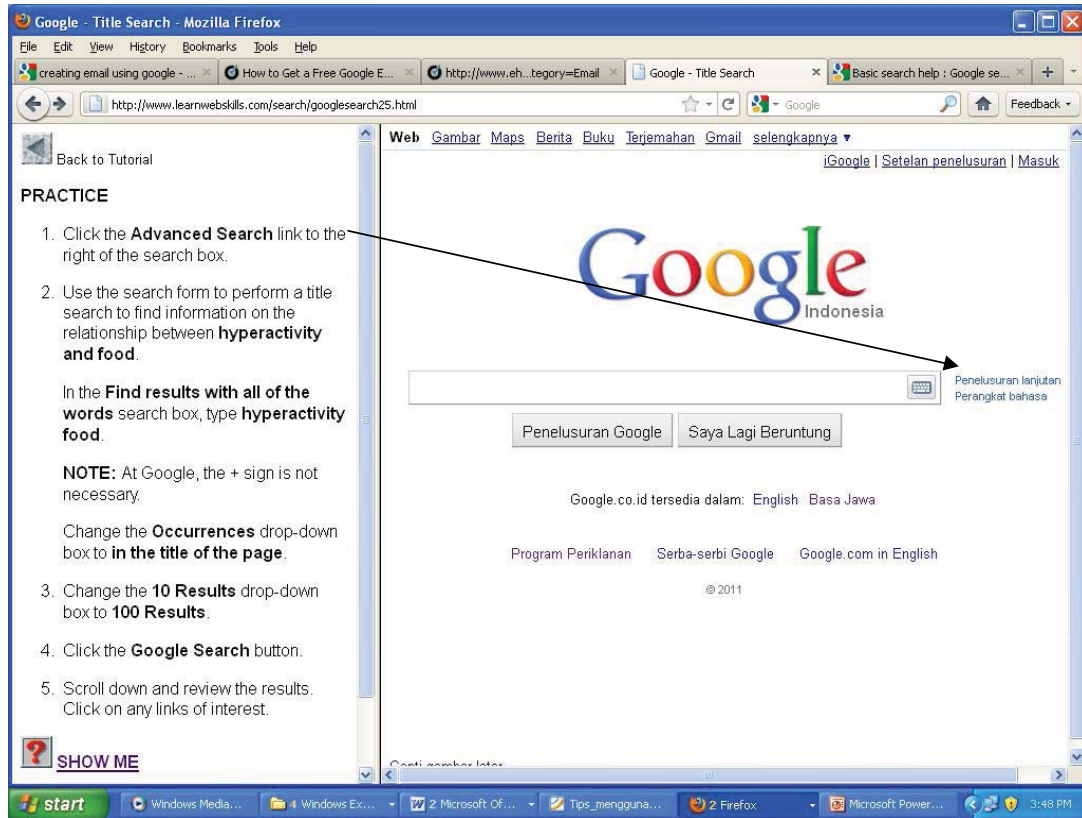 Google - Title Search - Mozilla Firefox
File Edit View History Bookmarks Tools Help
creating email using google - ...
How to Get a Free Google E...
http://www.eh...tegory=Email
Google - Title Search
Basic search help : Google se...
http://www.learnwebskills.com/search/googlesearch25.html
Google
Feedback
Back to Tutorial
PRACTICE
1. Click the Advanced Search link to the
right of the search box.
2. Use the search form to perform a title
search to find information on the
relationship between hyperactivity
and food.
In the Find results with all of the
words search box, type hyperactivity
food.
NOTE: At Google, the + sign is not
necessary.
Change the Occurrences drop-down
box to in the title of the page.
3. Change the 10 Results drop-down
box to 100 Results.
4. Click the Google Search button.
5. Scroll down and review the results.
Click on any links of interest.
SHOW ME
Web Gambar Maps Berita Buku Terjemahan Gmail selengkapnya ▼
iGoogle | Setelan penelusuran | Masuk
Google
Indonesia
Penelusuran lanjutan
Perangkat bahasa
Penelusuran Google Saya Lagi Beruntung
Google.co.id tersedia dalam: English Basa Jawa
Program Periklanan Serba-serbi Google Google.com in English
© 2011
start Windows Media... 4 Windows Ex... 2 Microsoft Of... Tips_mengguna... 2 Firefox Microsoft Power... 3:48 PM